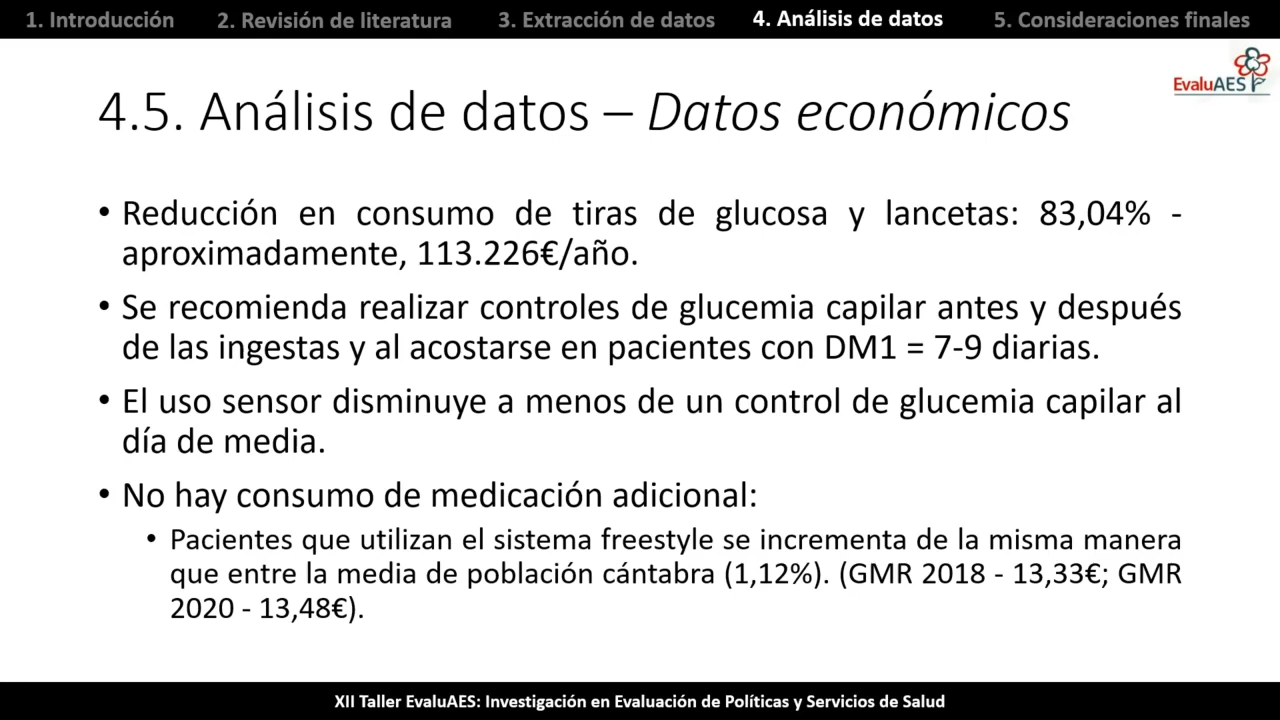 1. Introducción 2. Revisión de literatura 3. Extracción de datos 4. Análisis de datos 5. Consideraciones finales
EvaluAES
4.5. Análisis de datos – Datos económicos
• Reducción en consumo de tiras de glucosa y lancetas: 83,04% -
aproximadamente, 113.226€/año.
• Se recomienda realizar controles de glucemia capilar antes y después
de las ingestas y al acostarse en pacientes con DM1 = 7-9 diarias.
• El uso sensor disminuye a menos de un control de glucemia capilar al
día de media.
• No hay consumo de medicación adicional:
• Pacientes que utilizan el sistema freestyle se incrementa de la misma manera
que entre la media de población cántabra (1,12%). (GMR 2018 - 13,33€; GMR
2020 - 13,48€).
XII Taller EvaluAES: Investigación en Evaluación de Políticas y Servicios de Salud